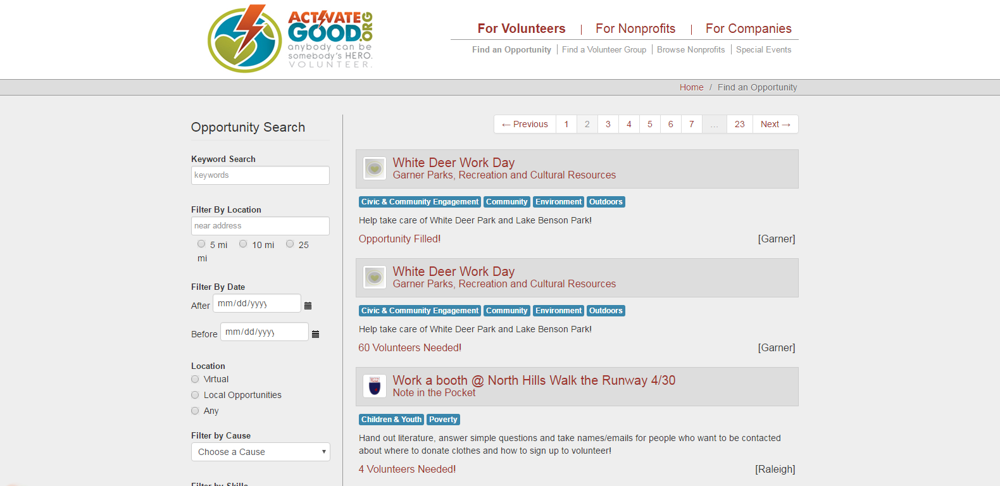 ACTIVATE
GOOD.ORG
anybody can be
somebody's HERO.
VOLUNTEER.
For Volunteers | For Nonprofits | For Companies
Find an Opportunity | Find a Volunteer Group | Browse Nonprofits | Special Events
Home / Find an Opportunity
Opportunity Search
Keyword Search
keywords
Filter By Location
near address
5 mi 10 mi 25
mi
Filter By Date
After mm/dd/yyyy
Before mm/dd/yyyy
Location
Virtual
Local Opportunities
Any
Filter by Cause
Choose a Cause
Filter by Skills
← Previous 1 2 3 4 5 6 7 ... 23 Next →
White Deer Work Day
Garner Parks, Recreation and Cultural Resources
Civic & Community Engagement Community Environment Outdoors
Help take care of White Deer Park and Lake Benson Park!
Opportunity Filled! [Garner]
White Deer Work Day
Garner Parks, Recreation and Cultural Resources
Civic & Community Engagement Community Environment Outdoors
Help take care of White Deer Park and Lake Benson Park!
60 Volunteers Needed! [Garner]
Work a booth @ North Hills Walk the Runway 4/30
Note in the Pocket
Children & Youth Poverty
Hand out literature, answer simple questions and take names/emails for people who want to be contacted
about where to donate clothes and how to sign up to volunteer!
4 Volunteers Needed! [Raleigh]